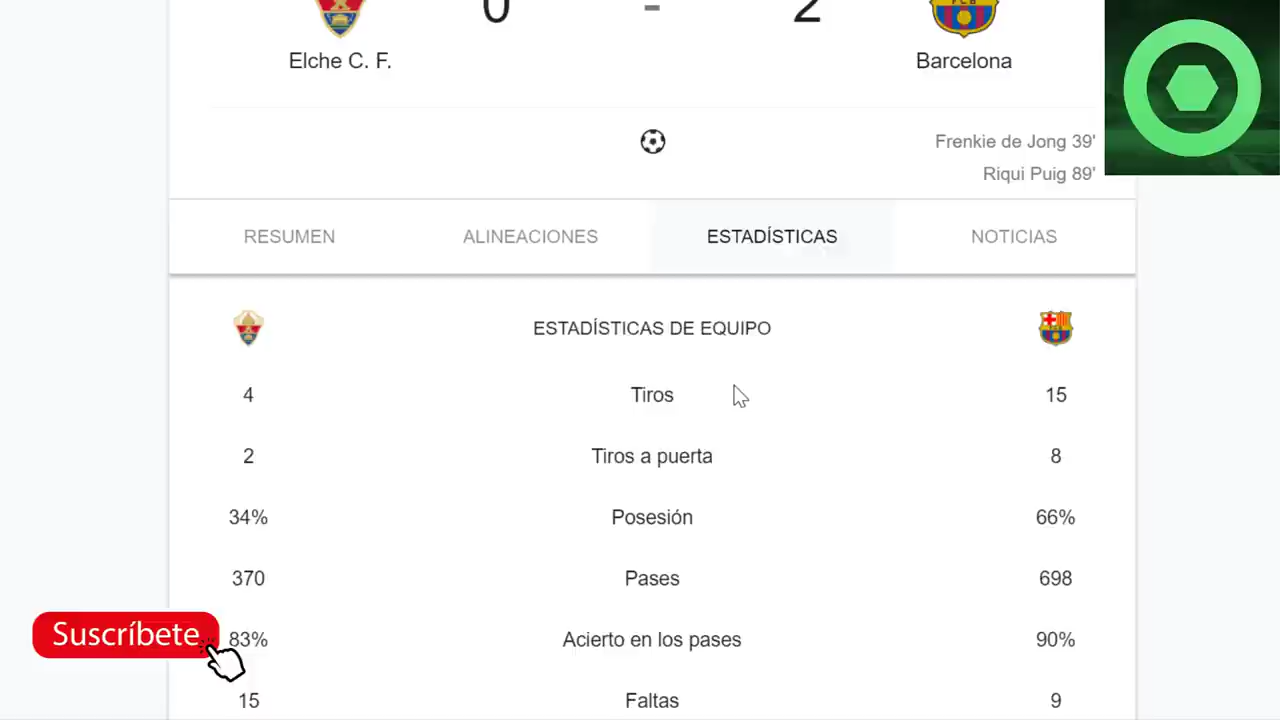 0 - 2
Elche C. F. Barcelona
Frenkie de Jong 39'
Riqui Puig 89'
RESUMEN ALINEACIONES ESTADÍSTICAS NOTICIAS
ESTADÍSTICAS DE EQUIPO
4 Tiros 15
2 Tiros a puerta 8
34% Posesión 66%
370 Pases 698
Suscríbete
83% Acierto en los pases 90%
15 Faltas 9